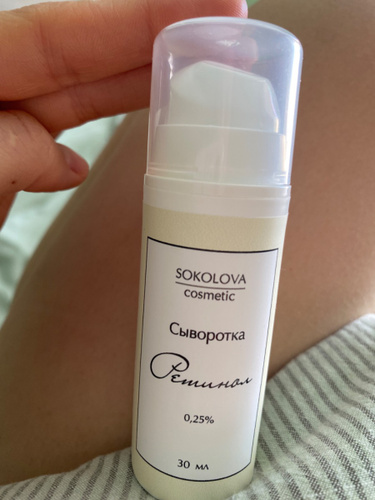 SOKOLOVA
cosmetic
Сыворотка
Ретинол
0,25%
30 мл